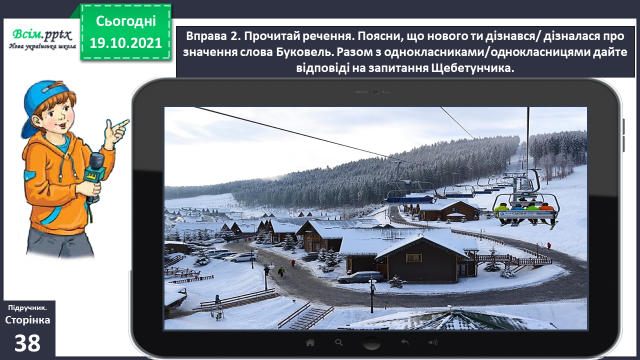 Всім.pptx
Нова українська школа
Сьогодні
19.10.2021
Вправа 2. Прочитай речення. Поясни, що нового ти дізнався/ дізналася про
значення слова Буковель. Разом з однокласниками/однокласницями дайте
відповіді на запитання Щебетунчика.
Підручник.
Сторінка
38